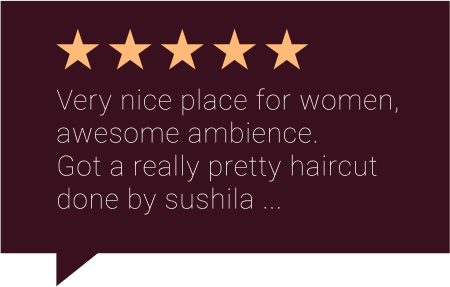 Very nice place for women,
awesome ambience.
Got a really pretty haircut
done by sushila ...